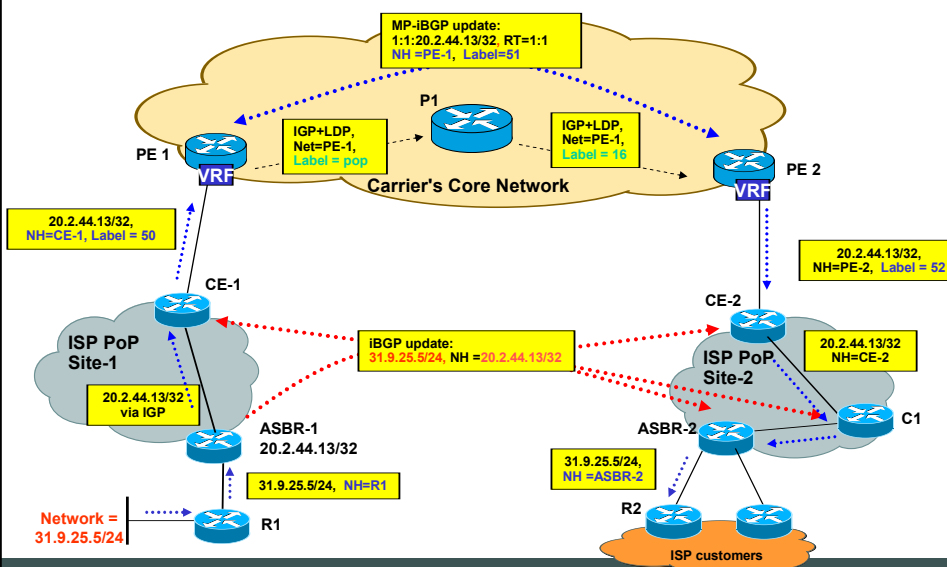 MP-iBGP update:
1:1:20.2.44.13/32, RT=1:1
NH =PE-1, Label=51
P1
IGP+LDP,
Net=PE-1,
Label = pop
IGP+LDP,
Net=PE-1,
Label = 16
PE 1
VRF
PE 2
VRF
Carrier's Core Network
20.2.44.13/32,
NH=CE-1, Label = 50
20.2.44.13/32,
NH=PE-2, Label = 52
CE-1
CE-2
ISP PoP
Site-1
iBGP update:
31.9.25.5/24, NH =20.2.44.13/32
ISP PoP
Site-2
20.2.44.13/32
NH=CE-2
20.2.44.13/32
via IGP
C1
ASBR-1
20.2.44.13/32
ASBR-2
31.9.25.5/24, NH=R1
31.9.25.5/24,
NH =ASBR-2
Network =
31.9.25.5/24
R1
R2
ISP customers